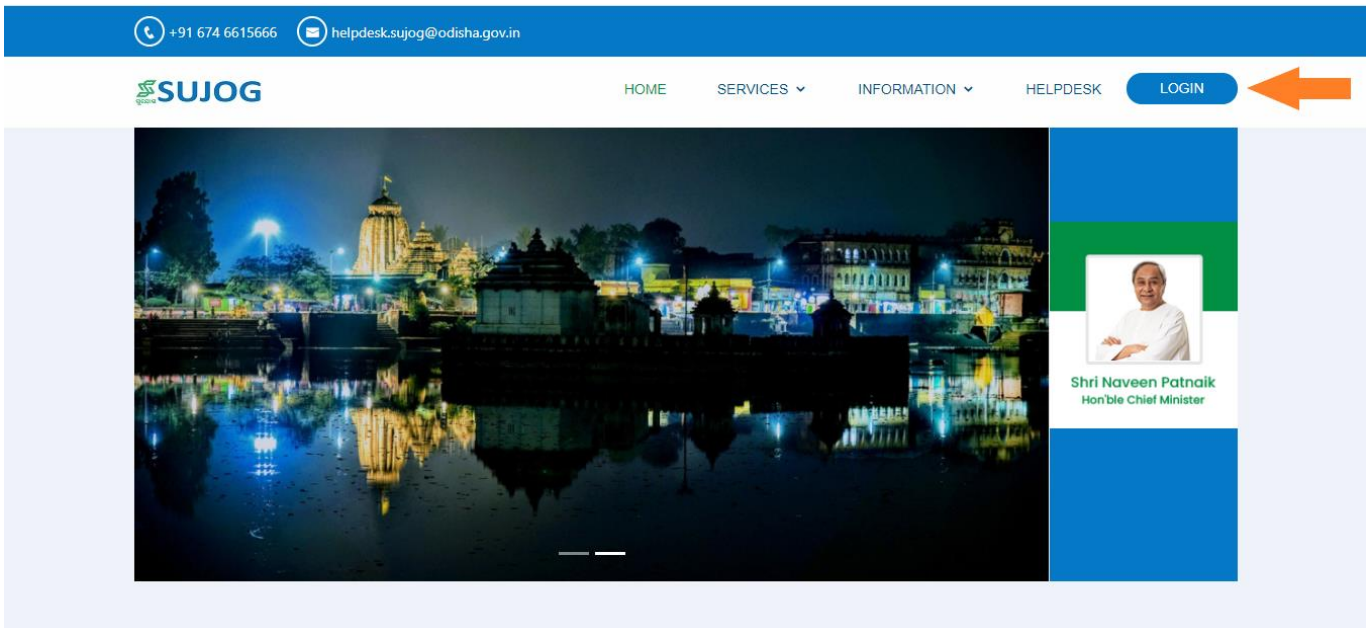 +91 674 6615666 helpdesk.sujog@odisha.gov.in
SUJOG
HOME SERVICES INFORMATION HELPDESK LOGIN
Shri Naveen Patnaik
Hon'ble Chief Minister